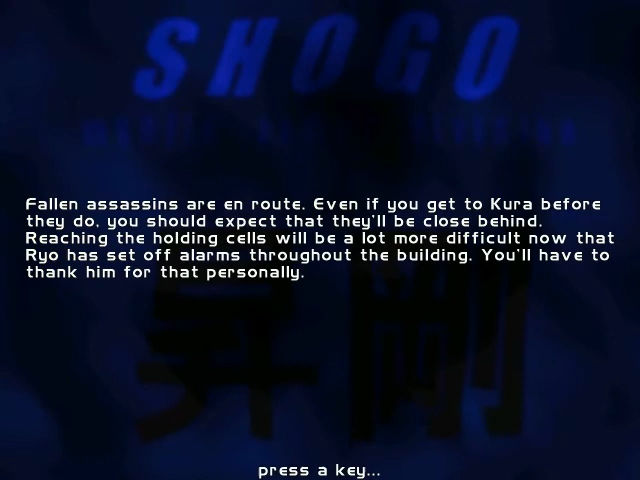 SHOGO
Fallen assassins are en route. Even if you get to Kura before
they do, you should expect that they'll be close behind.
Reaching the holding cells will be a lot more difficult now that
Ryo has set off alarms throughout the building. You'll have to
thank him for that personally.
昇剛
press a key...